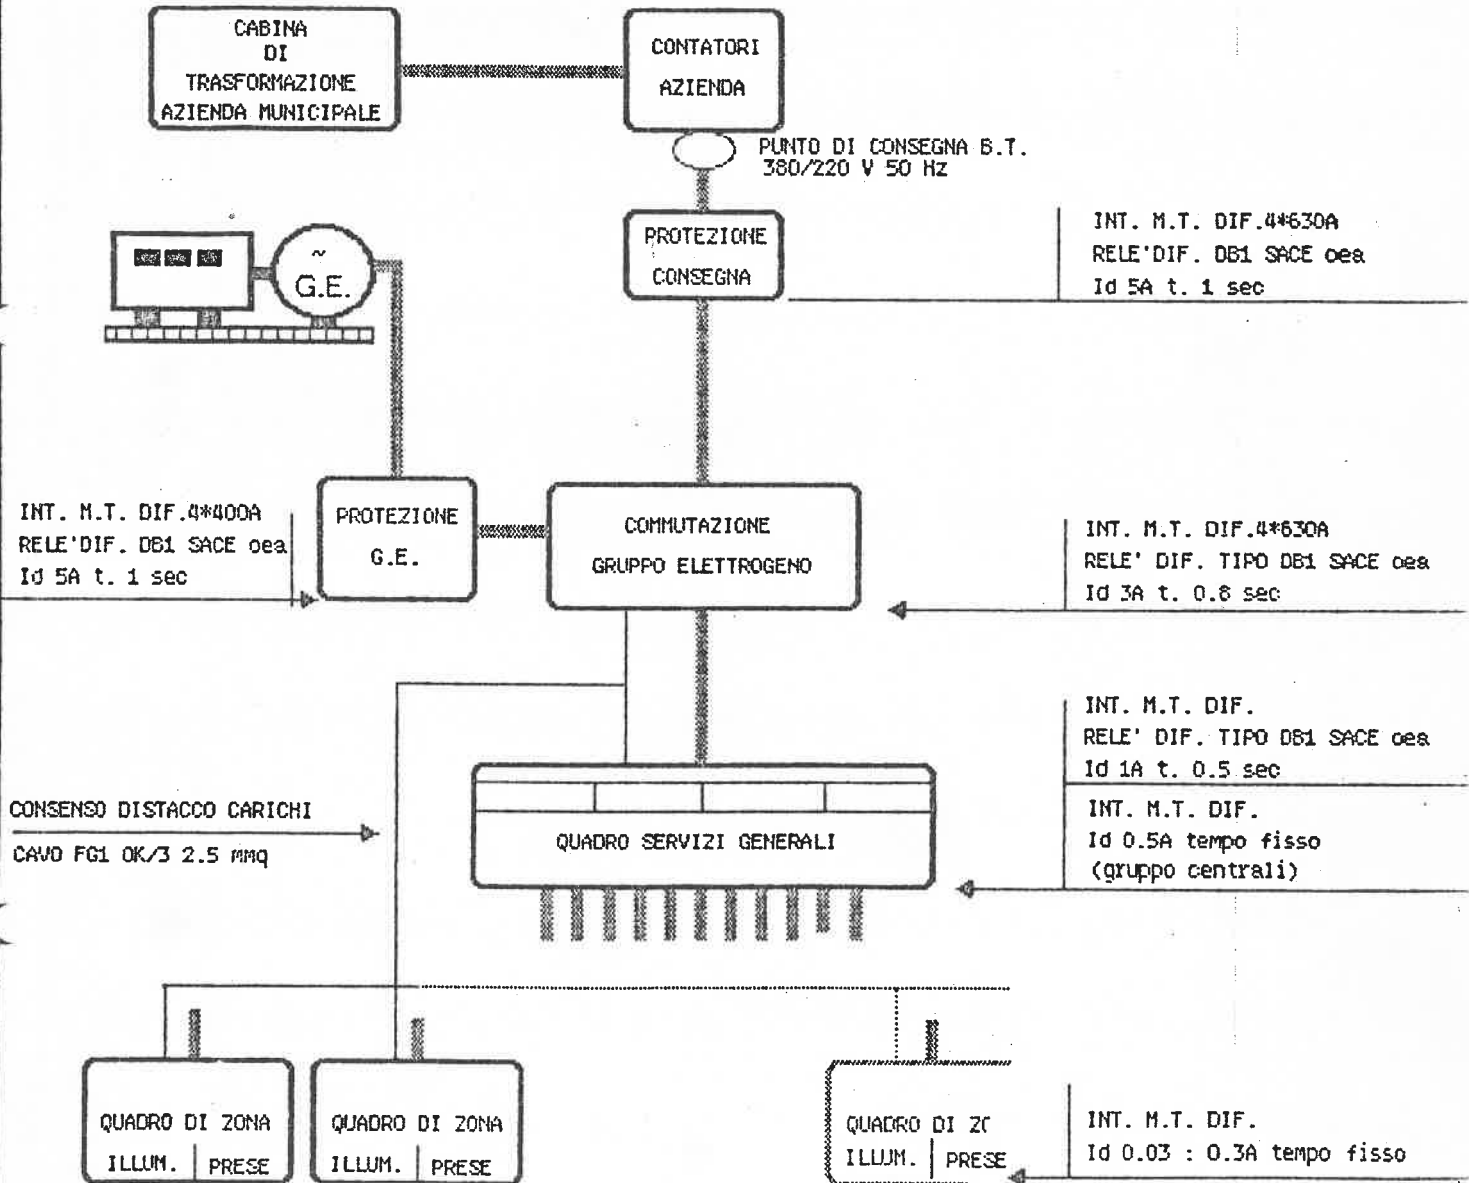 CABINA
DI
TRASFORMAZIONE
AZIENDA MUNICIPALE
CONTATORI
AZIENDA
PUNTO DI CONSEGNA B.T.
380/220 V 50 Hz
PROTEZIONE
CONSEGNA
INT. M.T. DIF.4*630A
RELE'DIF. DB1 SACE oea
Id 5A t. 1 sec
~
G.E.
INT. M.T. DIF.4*400A
RELE'DIF. DB1 SACE oea
Id 5A t. 1 sec
PROTEZIONE
G.E.
COMMUTAZIONE
GRUPPO ELETTROGENO
INT. M.T. DIF.4*630A
RELE' DIF. TIPO DB1 SACE oea
Id 3A t. 0.8 sec
INT. M.T. DIF.
RELE' DIF. TIPO DB1 SACE oea
Id 1A t. 0.5 sec
INT. M.T. DIF.
Id 0.5A tempo fisso
(gruppo centrali)
CONSENSO DISTACCO CARICHI
CAVO FG1 OK/3 2.5 mmq
QUADRO SERVIZI GENERALI
QUADRO DI ZONA
ILLUM. PRESE
QUADRO DI ZONA
ILLUM. PRESE
QUADRO DI ZO
ILLUM. PRESE
INT. M.T. DIF.
Id 0.03 : 0.3A tempo fisso